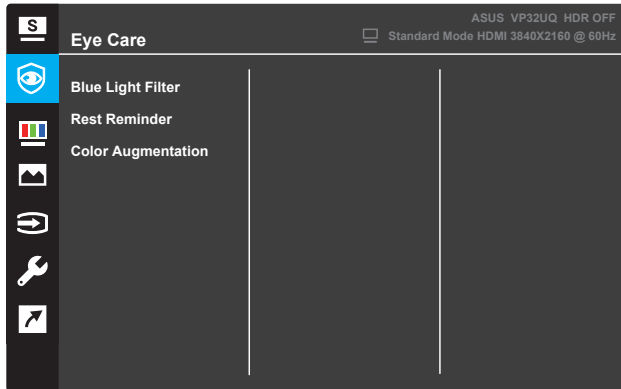 S
ASUS VP32UQ HDR OFF
Eye Care
Standard Mode HDMI 3840X2160 @ 60Hz
Blue Light Filter
Rest Reminder
Color Augmentation